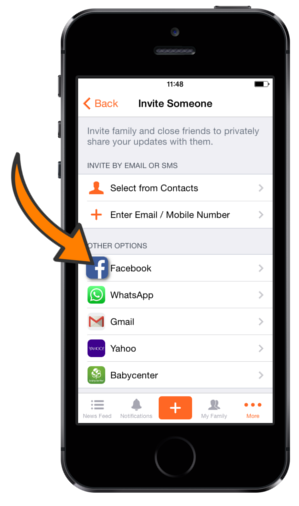 11:48
Back Invite Someone
Invite family and close friends to privately
share your updates with them.
INVITE BY EMAIL OR SMS
Select from Contacts
Enter Email / Mobile Number
OTHER OPTIONS
Facebook
WhatsApp
Gmail
YAHOO! Yahoo
Babycenter
News Feed Notifications My Family More